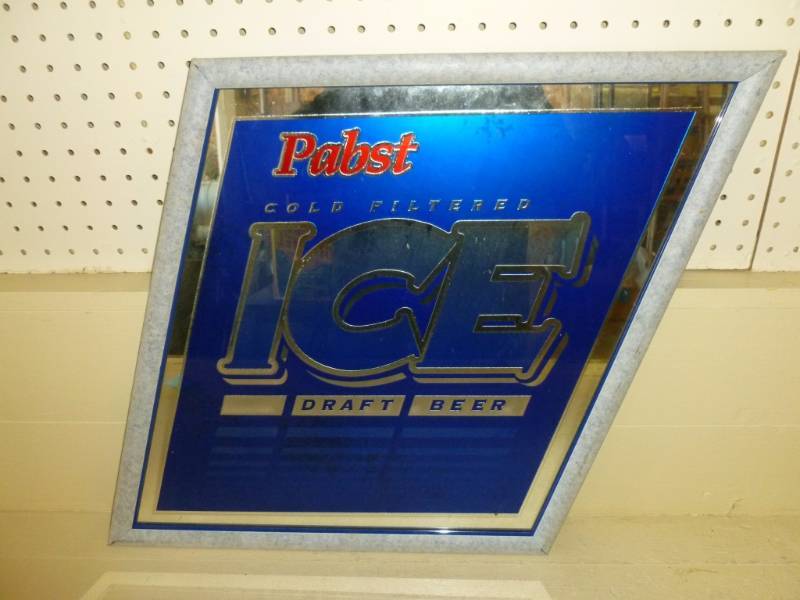 Pabst
COLD FILTERED
ICE
DRAFT BEER